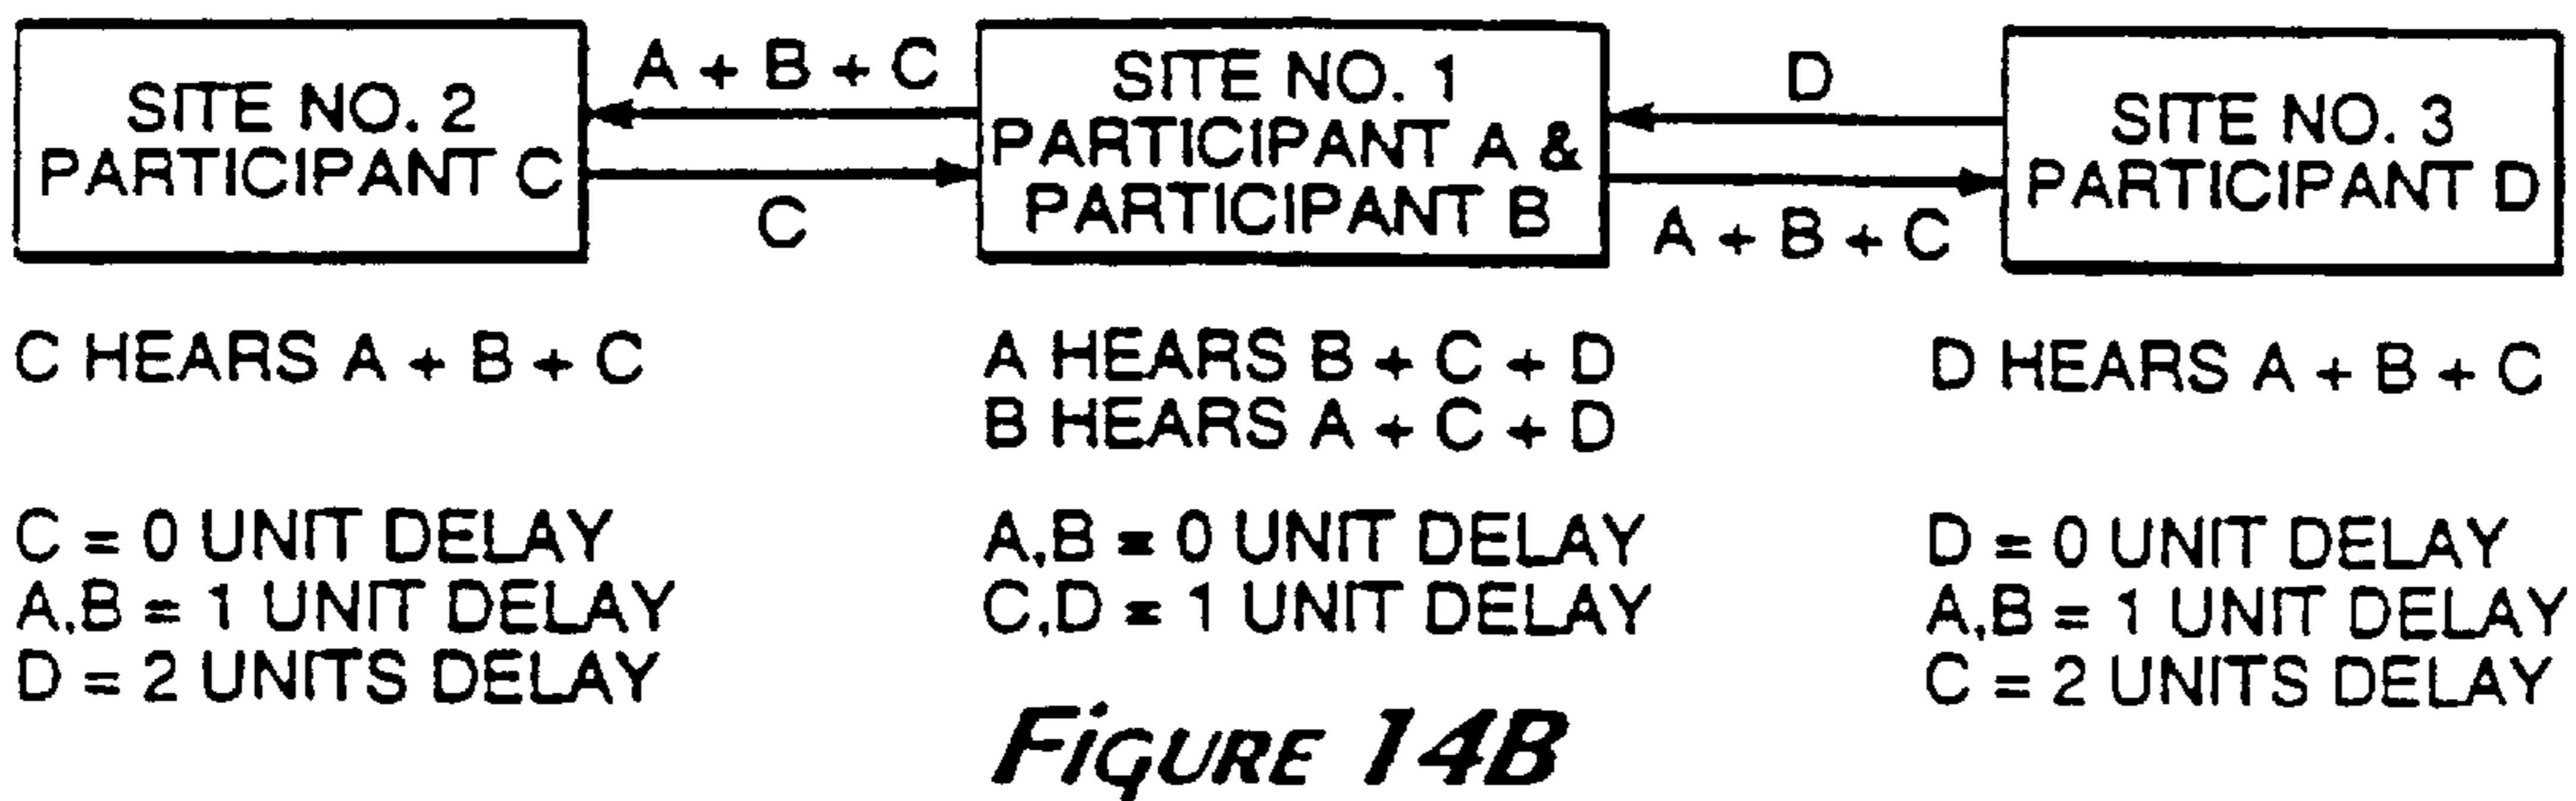 SITE NO. 2
PARTICIPANT C
A + B + C
C
SITE NO. 1
PARTICIPANT A &
PARTICIPANT B
D
A + B + C
SITE NO. 3
PARTICIPANT D
C HEARS A + B + C
A HEARS B + C + D
B HEARS A + C + D
D HEARS A + B + C
C = 0 UNIT DELAY
A,B = 1 UNIT DELAY
D = 2 UNITS DELAY
A,B = 0 UNIT DELAY
C,D = 1 UNIT DELAY
D = 0 UNIT DELAY
A,B = 1 UNIT DELAY
C = 2 UNITS DELAY
FIGURE 14B